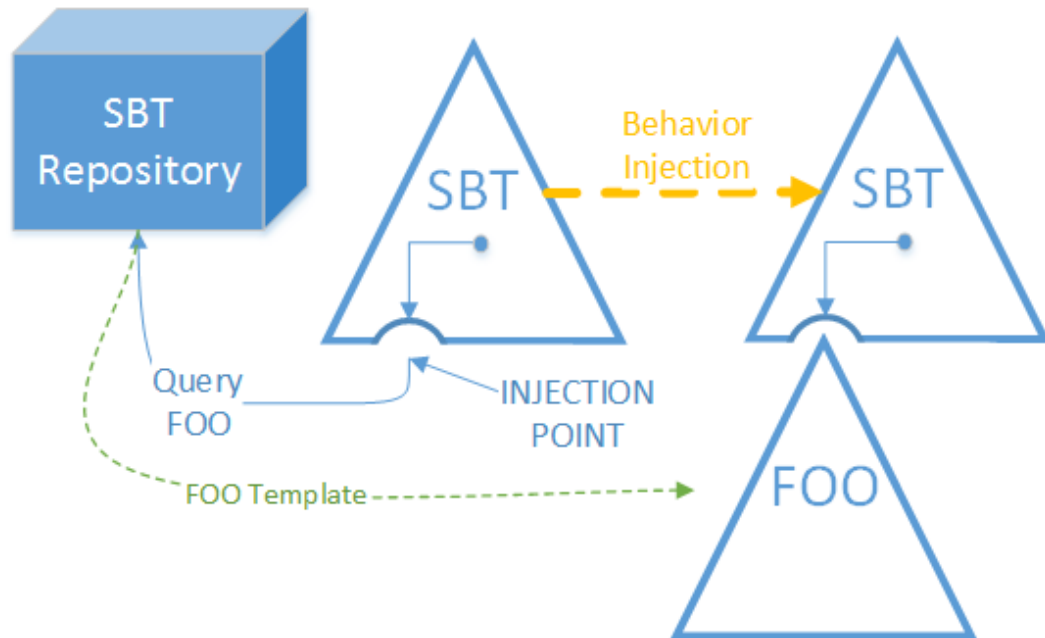 SBT
Repository
SBT
Behavior
Injection
SBT
Query
FOO
INJECTION
POINT
FOO Template
FOO